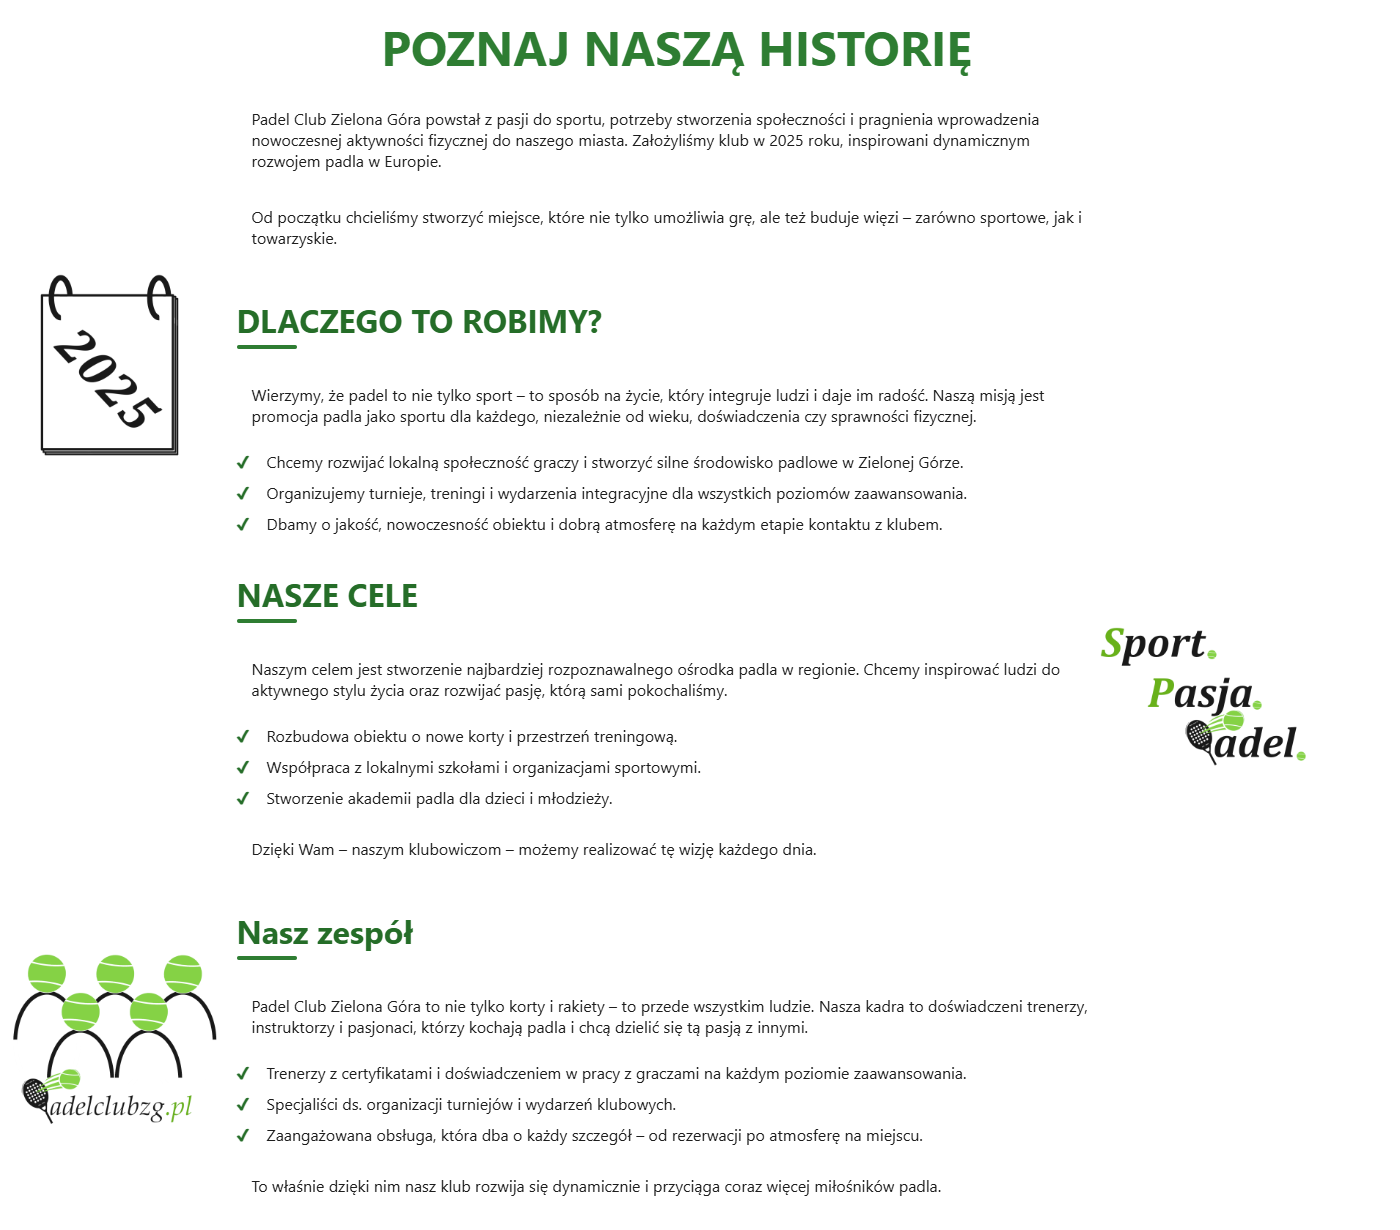 POZNAJ NASZĄ HISTORIĘ
Padel Club Zielona Góra powstał z pasji do sportu, potrzeby stworzenia społeczności i pragnienia wprowadzenia
nowoczesnej aktywności fizycznej do naszego miasta. Założyliśmy klub w 2025 roku, inspirowani dynamicznym
rozwojem padla w Europie.
Od początku chcieliśmy stworzyć miejsce, które nie tylko umożliwia grę, ale też buduje więzi – zarówno sportowe, jak i
towarzyskie.
2025
DLACZEGO TO ROBIMY?
Wierzymy, że padel to nie tylko sport – to sposób na życie, który integruje ludzi i daje im radość. Naszą misją jest
promocja padla jako sportu dla każdego, niezależnie od wieku, doświadczenia czy sprawności fizycznej.
✔ Chcemy rozwijać lokalną społeczność graczy i stworzyć silne środowisko padlowe w Zielonej Górze.
✔ Organizujemy turnieje, treningi i wydarzenia integracyjne dla wszystkich poziomów zaawansowania.
✔ Dbamy o jakość, nowoczesność obiektu i dobrą atmosferę na każdym etapie kontaktu z klubem.
NASZE CELE
Naszym celem jest stworzenie najbardziej rozpoznawalnego ośrodka padla w regionie. Chcemy inspirować ludzi do
aktywnego stylu życia oraz rozwijać pasję, którą sami pokochaliśmy.
✔ Rozbudowa obiektu o nowe korty i przestrzeń treningową.
✔ Współpraca z lokalnymi szkołami i organizacjami sportowymi.
✔ Stworzenie akademii padla dla dzieci i młodzieży.
Dzięki Wam – naszym klubowiczom – możemy realizować tę wizję każdego dnia.
Sport.
Pasja.
Padel.
Nasz zespół
Padel Club Zielona Góra to nie tylko korty i rakiety – to przede wszystkim ludzie. Nasza kadra to doświadczeni trenerzy,
instruktorzy i pasjonaci, którzy kochają padla i chcą dzielić się tą pasją z innymi.
✔ Trenerzy z certyfikatami i doświadczeniem w pracy z graczami na każdym poziomie zaawansowania.
✔ Specjaliści ds. organizacji turniejów i wydarzeń klubowych.
✔ Zaangażowana obsługa, która dba o każdy szczegół – od rezerwacji po atmosferę na miejscu.
To właśnie dzięki nim nasz klub rozwija się dynamicznie i przyciąga coraz więcej miłośników padla.
padelclubzg.pl